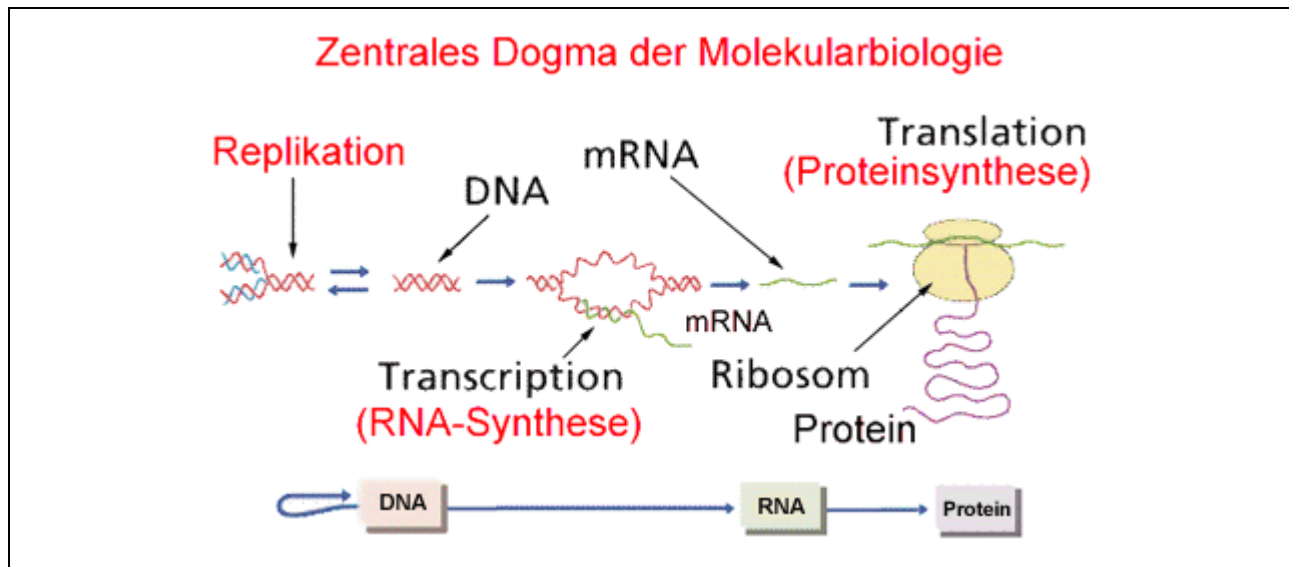 Zentrales Dogma der Molekularbiologie
Replikation
DNA
mRNA
Translation
(Proteinsynthese)
mRNA
Transcription
(RNA-Synthese)
Ribosom
Protein
DNA
RNA
Protein